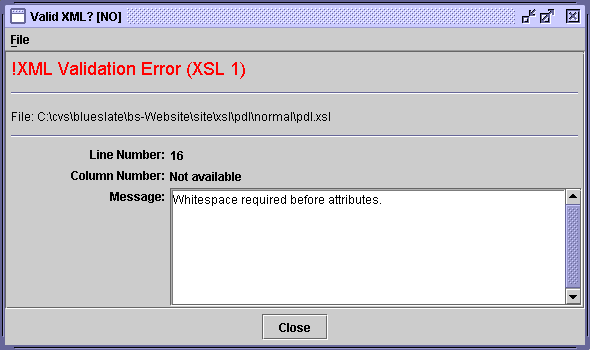 Valid XML? [NO]
File
!XML Validation Error (XSL 1)
File: C:\cvs\blueslate\bs-Website\site\xsl\pdl\normal\pdl.xsl
Line Number: 16
Column Number: Not available
Message: Whitespace required before attributes.
Close